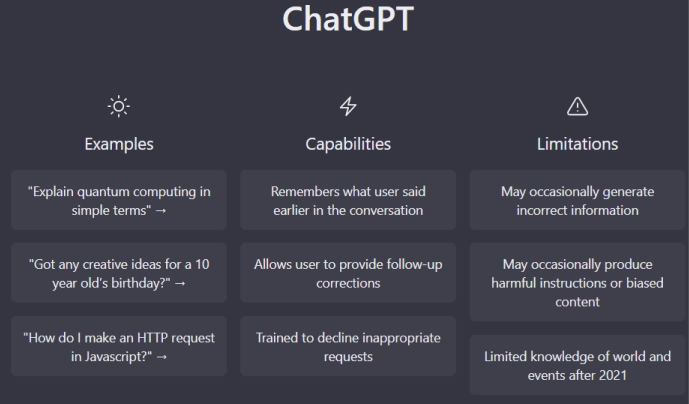 ChatGPT
Examples
"Explain quantum computing in
simple terms" →
"Got any creative ideas for a 10
year old's birthday?" →
"How do I make an HTTP request
in Javascript?" →
Capabilities
Remembers what user said
earlier in the conversation
Allows user to provide follow-up
corrections
Trained to decline inappropriate
requests
Limitations
May occasionally generate
incorrect information
May occasionally produce
harmful instructions or biased
content
Limited knowledge of world and
events after 2021